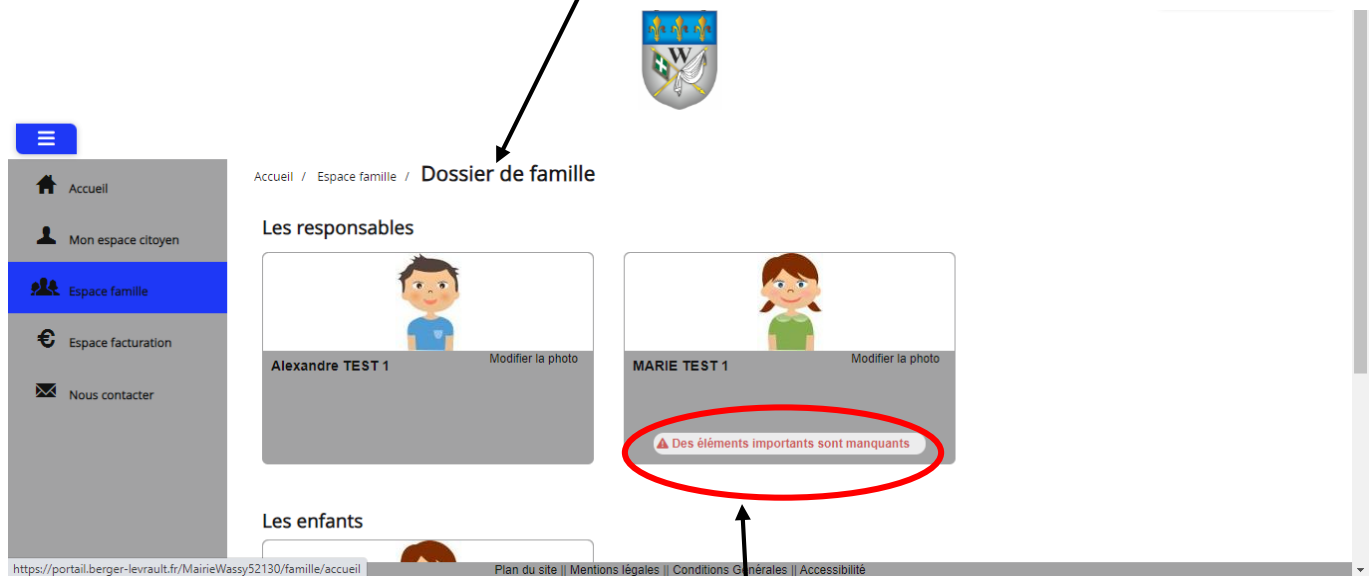 W
Accueil
Mon espace citoyen
Espace famille
€ Espace facturation
Nous contacter
Accueil / Espace famille / Dossier de famille
Les responsables
Alexandre TEST 1
Modifier la photo
MARIE TEST 1
Modifier la photo
Des éléments importants sont manquants
Les enfants
https://portail.berger-levrault.fr/MairieWassy52130/famille/accueil
Plan du site || Mentions légales || Conditions Générales || Accessibilité